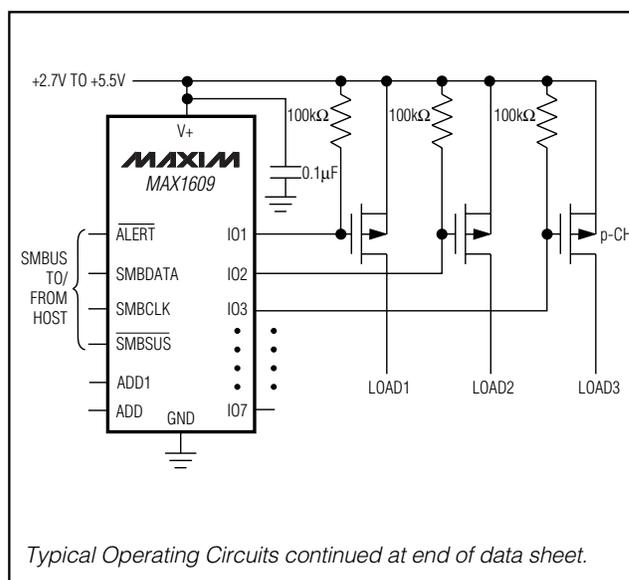 +2.7V TO +5.5V
100kΩ
100kΩ
100kΩ
V+
MAXIM
MAX1609
0.1µF
SMBUS
TO/
FROM
HOST
ALERT
SMBDATA
SMBCLK
SMBSUS
ADD1
ADD
IO1
IO2
IO3
IO7
GND
p-CH
LOAD1
LOAD2
LOAD3
Typical Operating Circuits continued at end of data sheet.